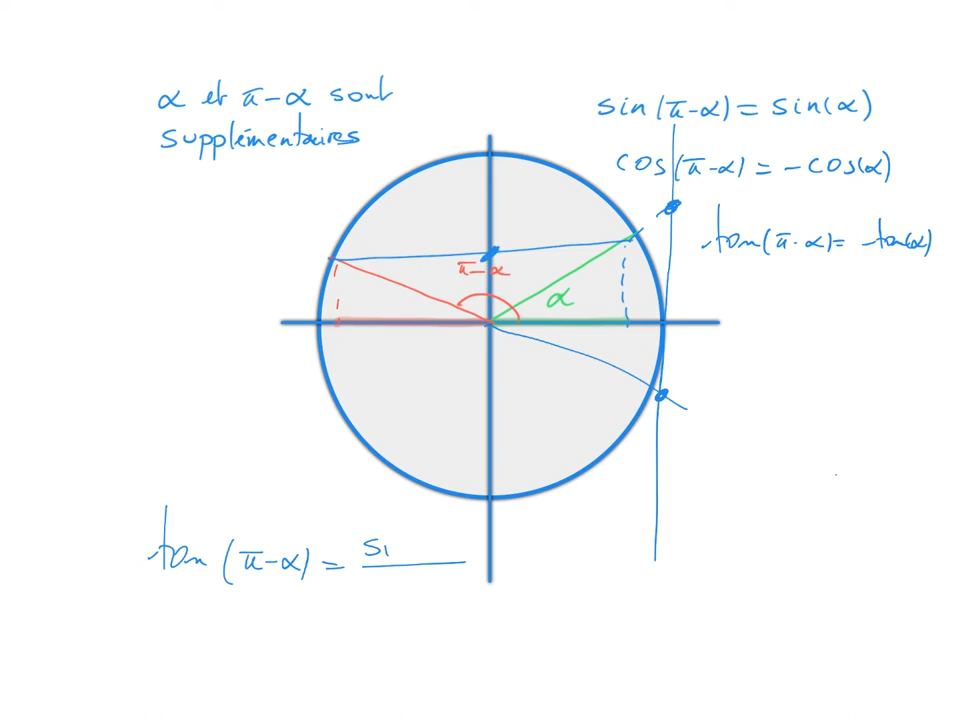 α et π-α sont
supplémentaires
sin(π-α) = sin(α)
cos(π-α) = -cos(α)
tan(π-α) = -tan(α)
π-α
α
tan(π-α) = si